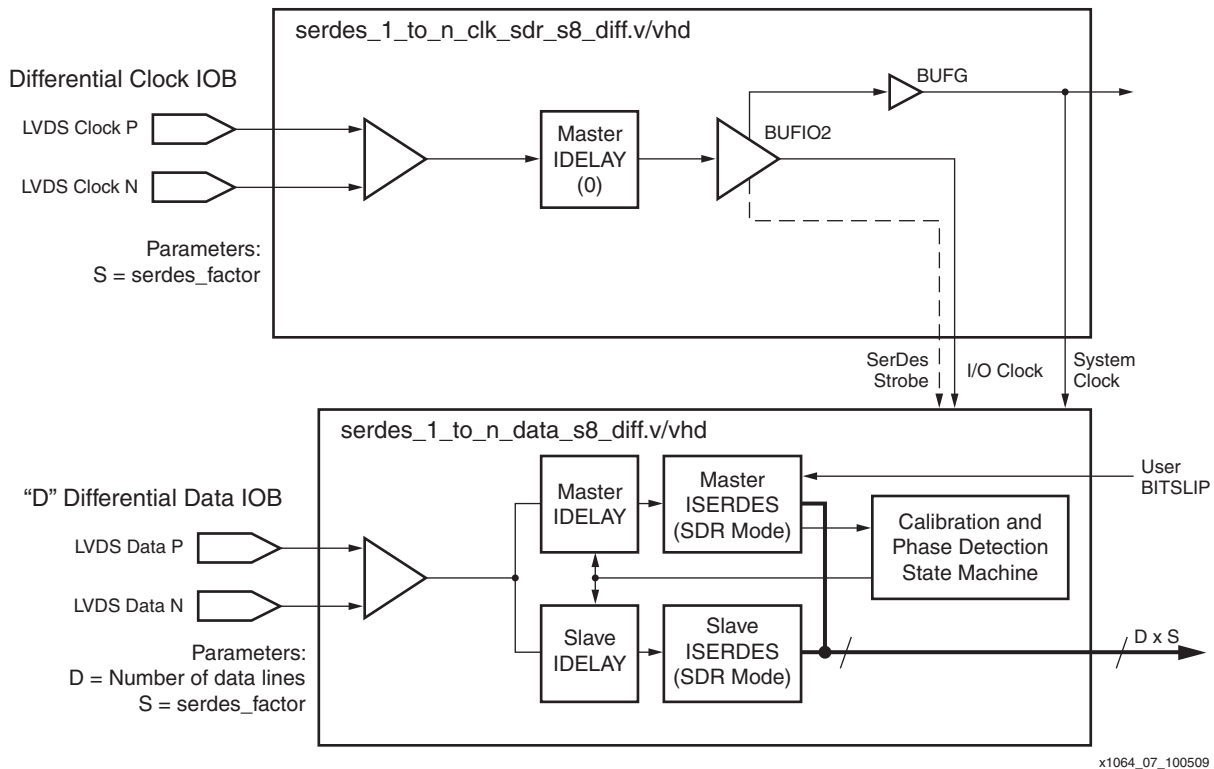 serdes_1_to_n_clk_sdr_s8_diff.v/vhd
Differential Clock IOB
LVDS Clock P
LVDS Clock N
Parameters:
S = serdes_factor
Master
IDELAY
(0)
BUFIO2
BUFG
SerDes
Strobe
I/O Clock
System
Clock
serdes_1_to_n_data_s8_diff.v/vhd
“D” Differential Data IOB
LVDS Data P
LVDS Data N
Parameters:
D = Number of data lines
S = serdes_factor
Master
IDELAY
Master
ISERDES
(SDR Mode)
User
BITSLIP
Calibration and
Phase Detection
State Machine
Slave
IDELAY
Slave
ISERDES
(SDR Mode)
D x S
x1064_07_100509